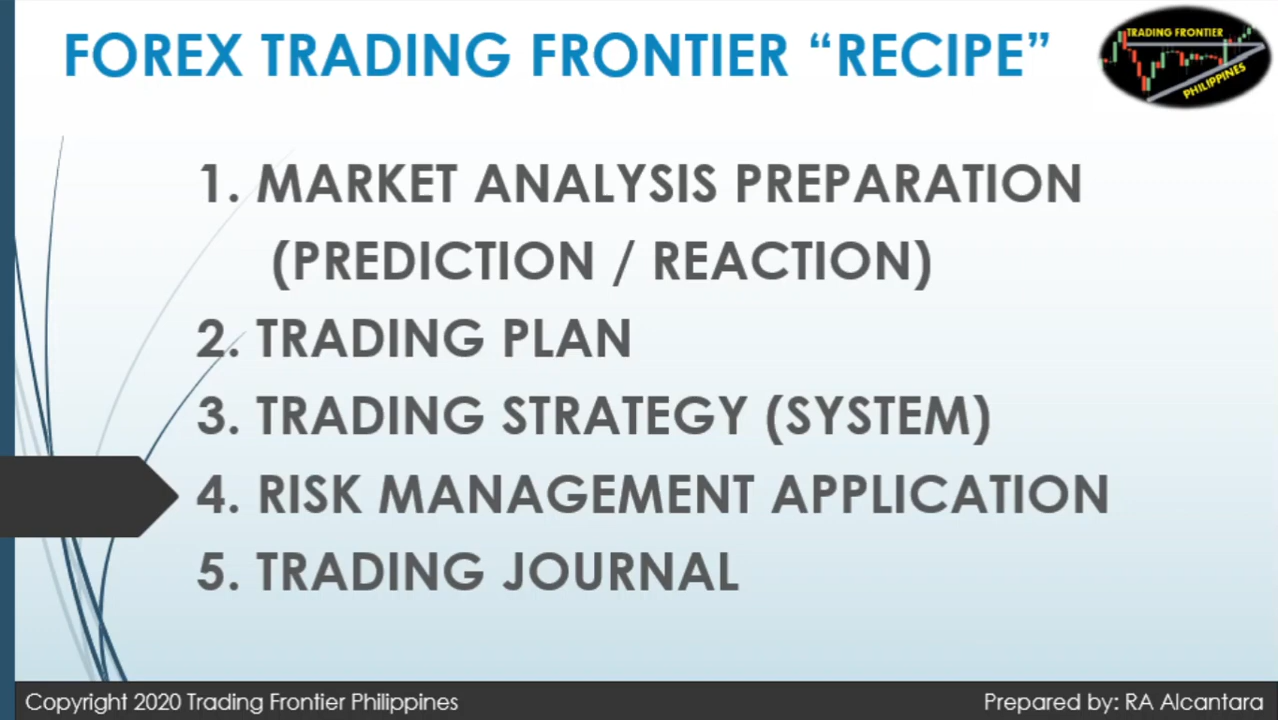 FOREX TRADING FRONTIER “RECIPE”
TRADING FRONTIER
PHILIPPINES
1. MARKET ANALYSIS PREPARATION
(PREDICTION / REACTION)
2. TRADING PLAN
3. TRADING STRATEGY (SYSTEM)
4. RISK MANAGEMENT APPLICATION
5. TRADING JOURNAL
Copyright 2020 Trading Frontier Philippines
Prepared by: RA Alcantara